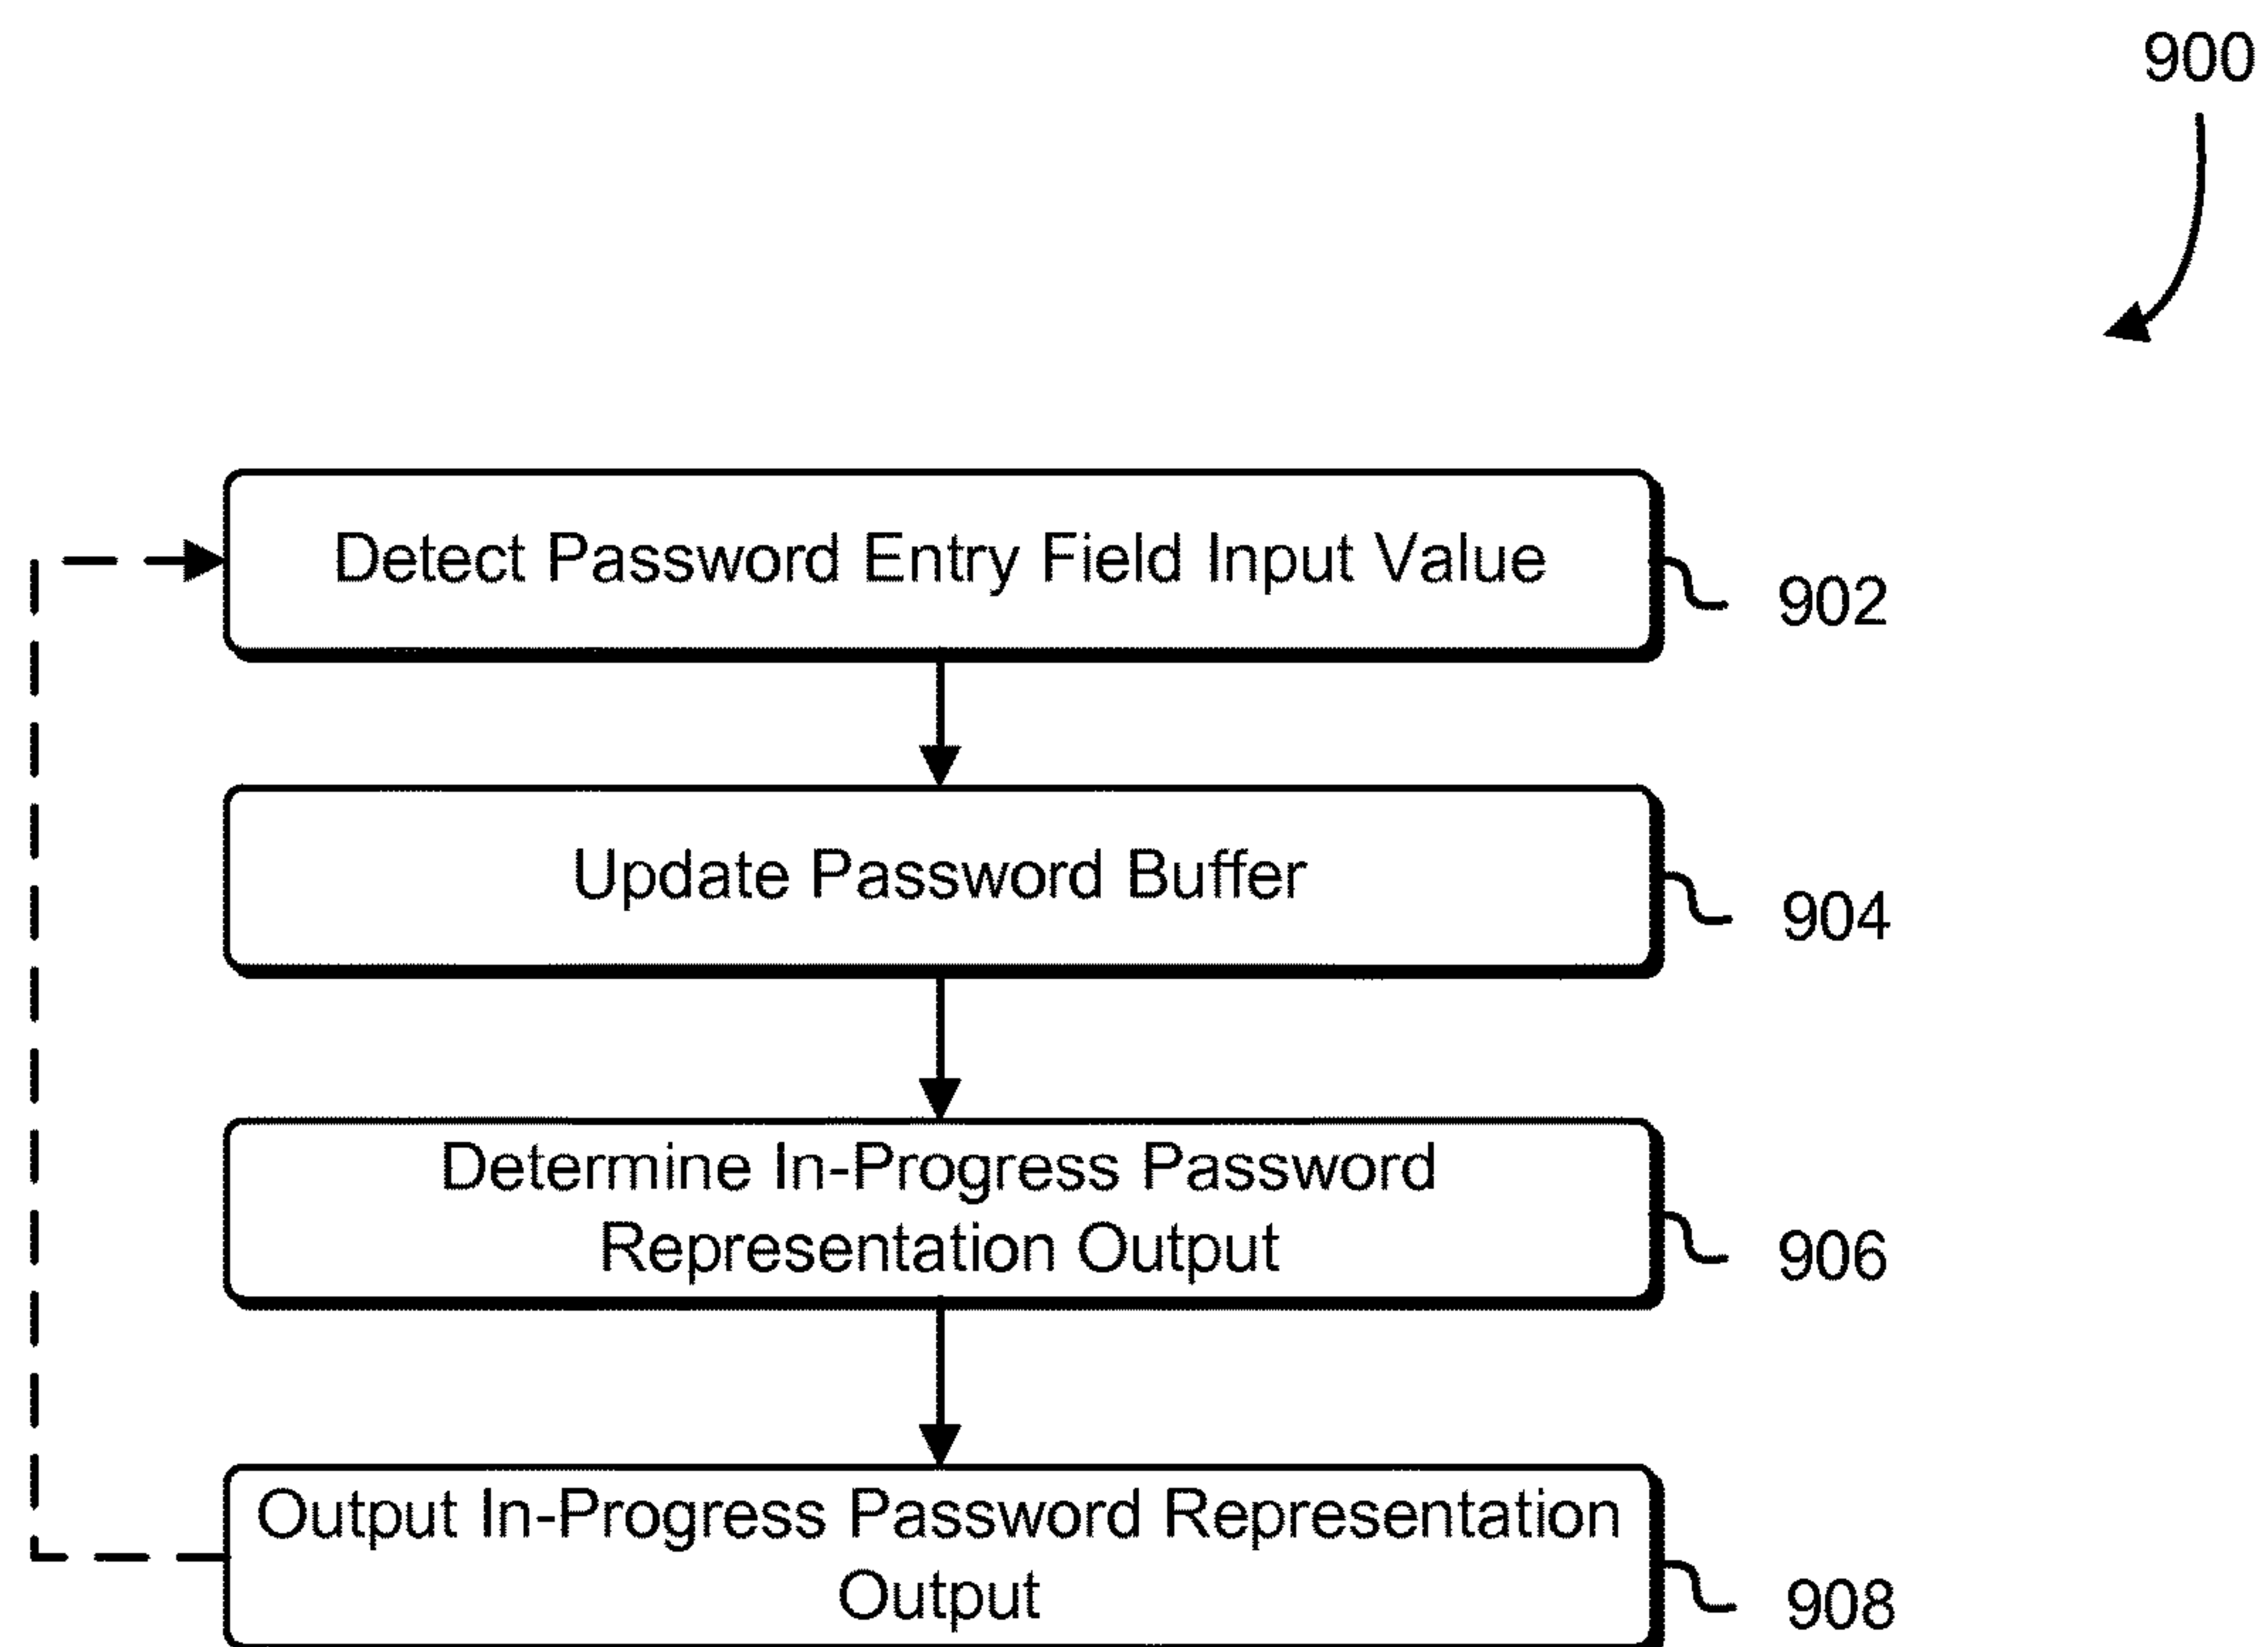 900
Detect Password Entry Field Input Value
902
Update Password Buffer
904
Determine In-Progress Password
Representation Output
906
Output In-Progress Password Representation
Output
908